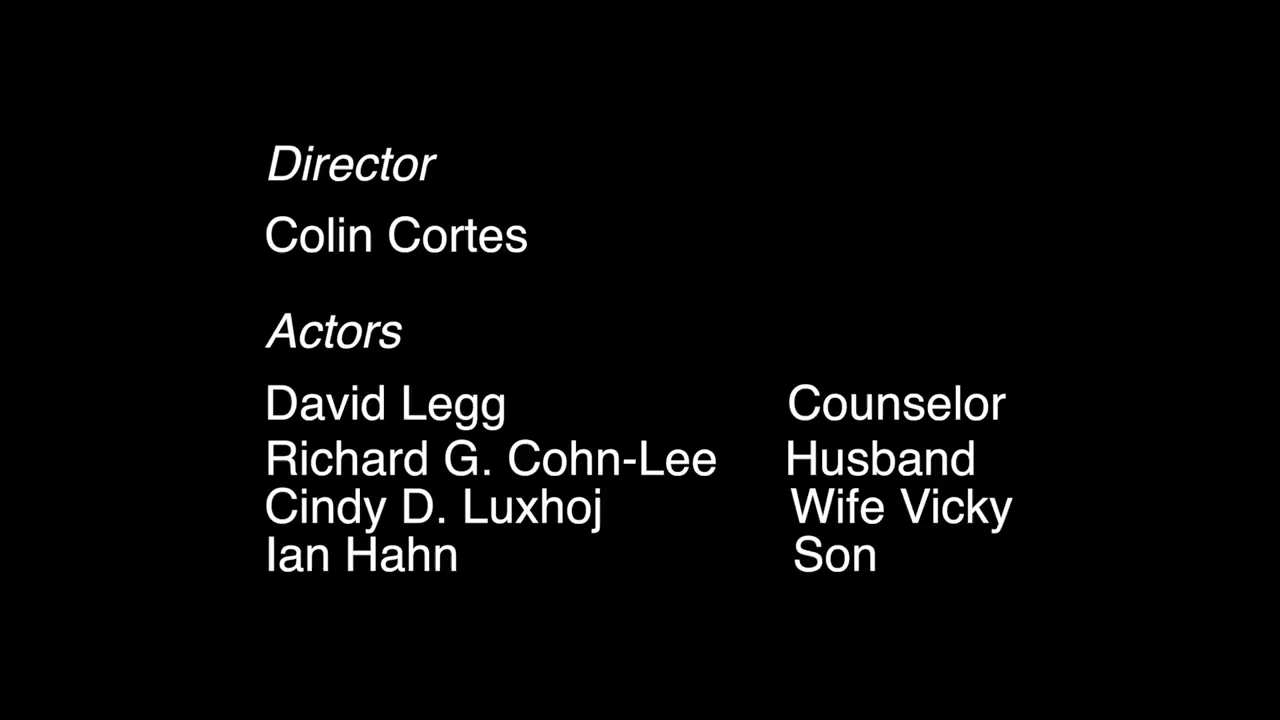 Director
Colin Cortes
Actors
David Legg Counselor
Richard G. Cohn-Lee Husband
Cindy D. Luxhoj Wife Vicky
Ian Hahn Son